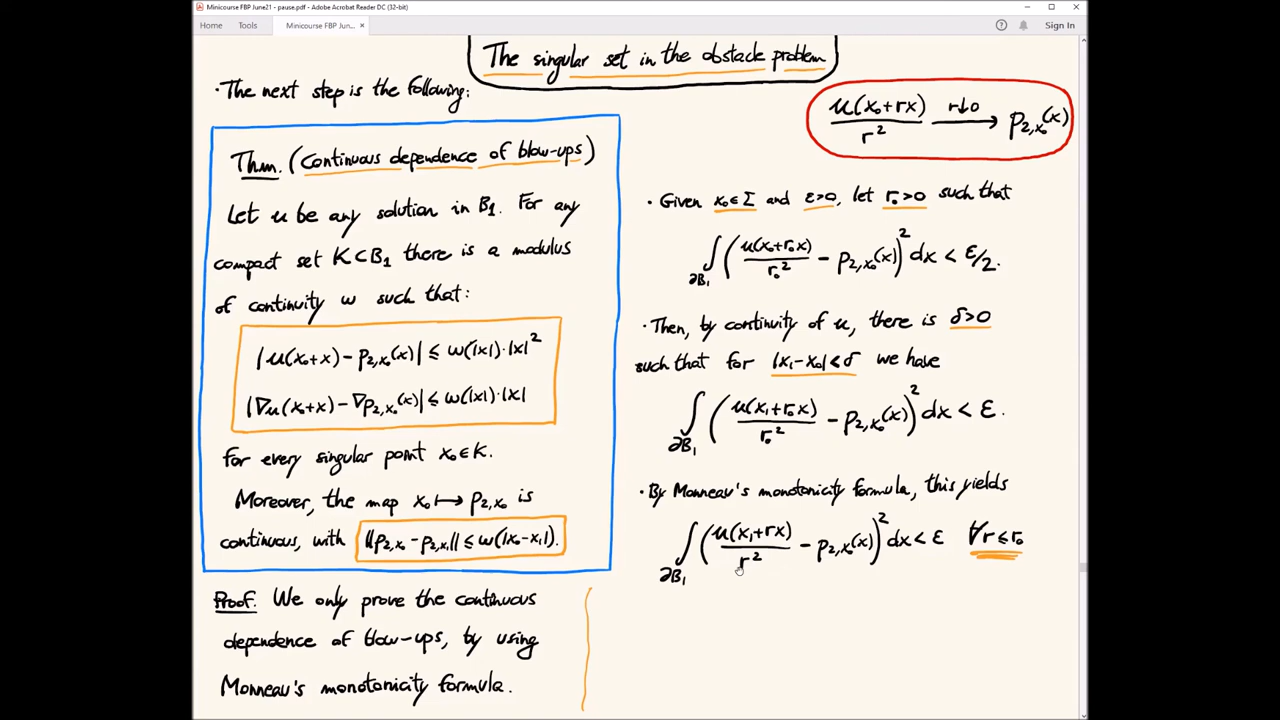 Minicourse FBP June21 - pause.pdf - Adobe Acrobat Reader DC (32-bit)
Home Tools Minicourse FBP Jun... × Sign In
The singular set in the obstacle problem
· The next step is the following:
Thm. (Continuous dependence of blow-ups)
Let u be any solution in B₁. For any
compact set K⊂B₁ there is a modulus
of continuity ω such that:
|u(x₀+x) − p₂,ₓ₀(x)| ≤ ω(|x|)·|x|²
|∇u(x₀+x) − ∇p₂,ₓ₀(x)| ≤ ω(|x|)·|x|
for every singular point x₀∈K.
Moreover, the map x₀ ↦ p₂,ₓ₀ is
continuous, with ‖p₂,ₓ₀ − p₂,ₓ₁‖ ≤ ω(|x₀−x₁|).
Proof. We only prove the continuous
dependence of blow-ups, by using
Monneau's monotonicity formula.
u(x₀+rx)/r² —r↓0→ p₂,ₓ₀(x)
· Given x₀∈Σ and ε>0, let r₀>0 such that
∫_∂B₁ (u(x₀+r₀x)/r₀² − p₂,ₓ₀(x))² dx < ε/2.
· Then, by continuity of u, there is δ>0
such that for |x₁−x₀|<δ we have
∫_∂B₁ (u(x₁+r₀x)/r₀² − p₂,ₓ₀(x))² dx < ε.
· By Monneau's monotonicity formula, this yields
∫_∂B₁ (u(x₁+rx)/r² − p₂,ₓ₀(x))² dx < ε ∀r≤r₀